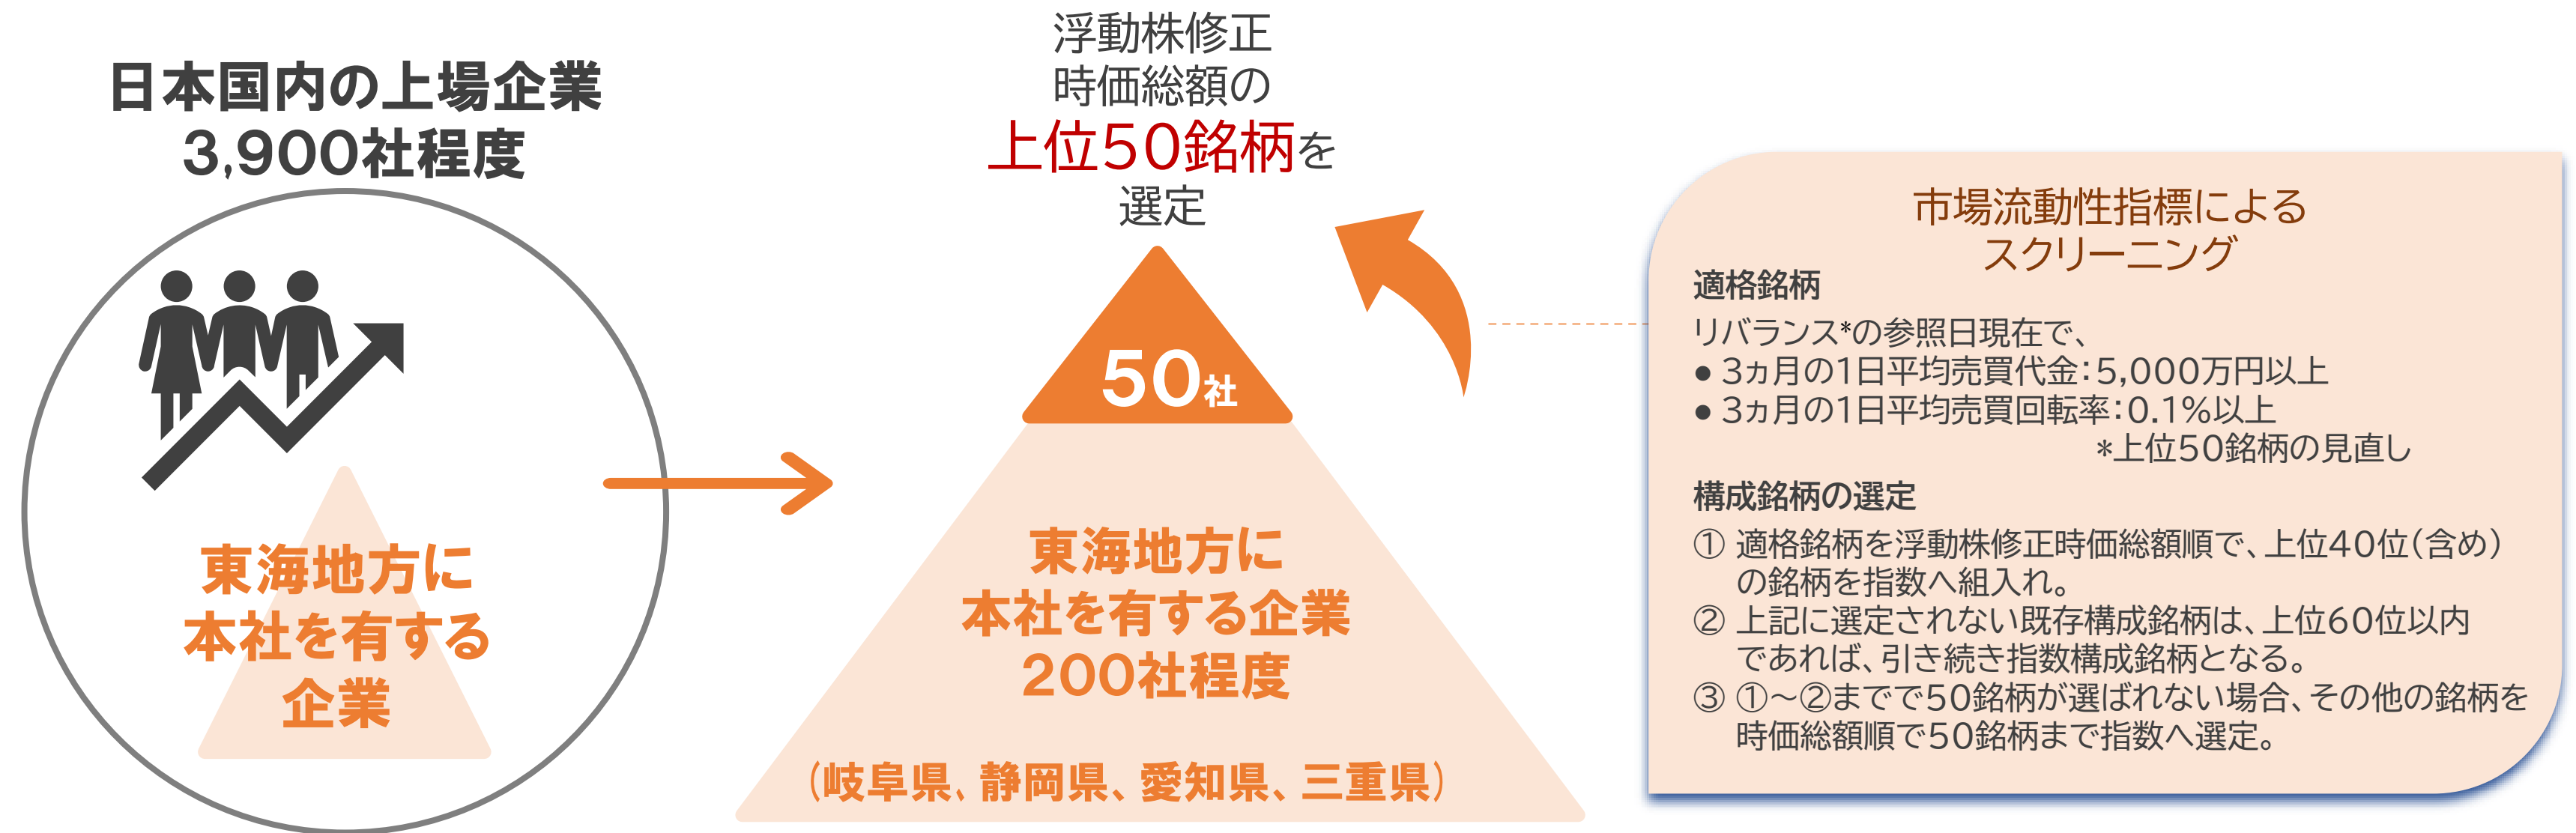 日本国内の上場企業
3,900社程度
東海地方に
本社を有する
企業
浮動株修正
時価総額の
上位50銘柄を
選定
50社
東海地方に
本社を有する企業
200社程度
(岐阜県、静岡県、愛知県、三重県)
市場流動性指標による
スクリーニング
適格銘柄
リバランス*の参照日現在で、
● 3ヵ月の1日平均売買代金：5,000万円以上
● 3ヵ月の1日平均売買回転率：0.1%以上
*上位50銘柄の見直し
構成銘柄の選定
① 適格銘柄を浮動株修正時価総額順で、上位40位(含め)
の銘柄を指数へ組入れ。
② 上記に選定されない既存構成銘柄は、上位60位以内
であれば、引き続き指数構成銘柄となる。
③ ①～②までで50銘柄が選ばれない場合、その他の銘柄を
時価総額順で50銘柄まで指数へ選定。